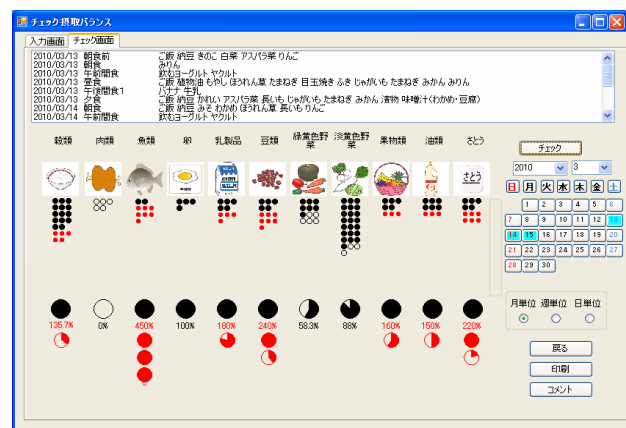 チェック摂取バランス
入力画面 チェック画面
2010/03/13 朝食前 ご飯 納豆 きのこ 白菜 アスパラ菜 りんご
2010/03/13 朝食 みりん
2010/03/13 午前間食 飲むヨーグルト ヤクルト
2010/03/13 昼食 ご飯 植物油 もやし ほうれん草 たまねぎ 目玉焼き ふき じゃがいも たまねぎ みかん みりん
2010/03/13 午後間食1 バナナ 牛乳
2010/03/13 夕食 ご飯 納豆 かれい アスパラ菜 長いも じゃがいも たまねぎ みかん 漬物 味噌汁(わかめ・豆腐)
2010/03/14 朝食 ご飯 納豆 みそ わかめ ほうれん草 長いも りんご
2010/03/14 午前間食 飲むヨーグルト ヤクルト
穀類 肉類 魚類 卵 乳製品 豆類 緑黄色野菜 淡黄色野菜 果物類 油類 さとう
さとう
135.7% 0% 450% 100% 180% 240% 58.3% 88% 160% 150% 220%
チェック
2010 3
日 月 火 水 木 金 土
1 2 3 4 5 6
7 8 9 10 11 12 13
14 15 16 17 18 19 20
21 22 23 24 25 26 27
28 29 30
月単位 週単位 日単位
戻る
印刷
コメント